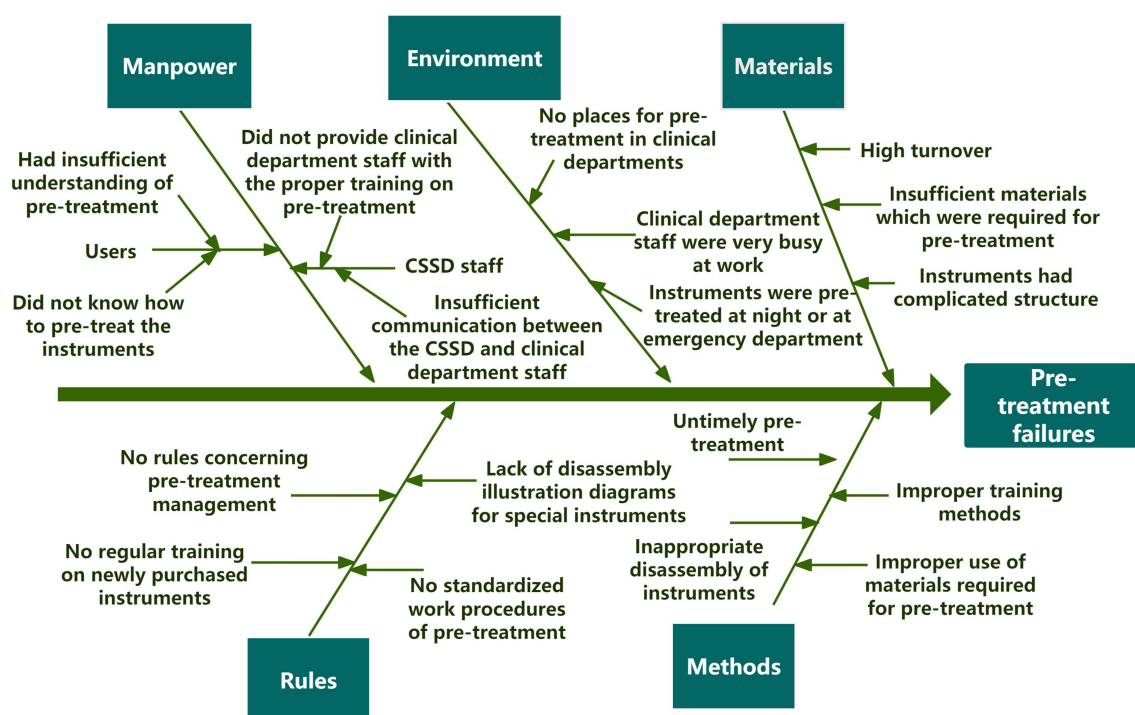 Manpower
Environment
Materials
Had insufficient
understanding of
pre-treatment
Users
Did not know how
to pre-treat the
instruments
Did not provide clinical
department staff with
the proper training on
pre-treatment
CSSD staff
Insufficient
communication between
the CSSD and clinical
department staff
No places for pre-
treatment in clinical
departments
Clinical department
staff were very busy
at work
Instruments were pre-
treated at night or at
emergency department
High turnover
Insufficient materials
which were required for
pre-treatment
Instruments had
complicated structure
Pre-
treatment
failures
No rules concerning
pre-treatment
management
No regular training
on newly purchased
instruments
Lack of disassembly
illustration diagrams
for special instruments
No standardized
work procedures
of pre-treatment
Rules
Untimely pre-
treatment
Inappropriate
disassembly of
instruments
Improper training
methods
Improper use of
materials required
for pre-treatment
Methods